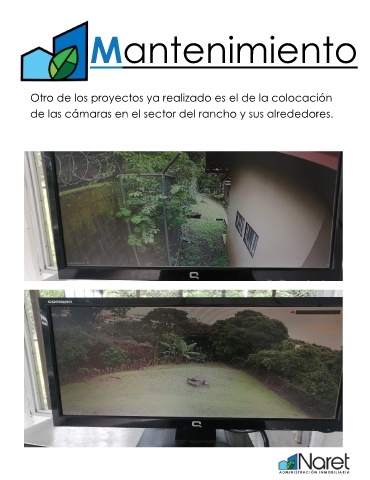 Mantenimiento
Otro de los proyectos ya realizado es el de la colocación
de las cámaras en el sector del rancho y sus alrededores.
COMPAQ
Naret
ADMINISTRACIÓN INMOBILIARIA